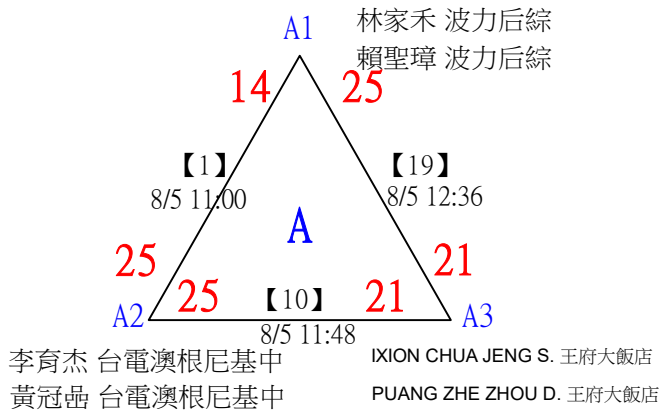 A1
林家禾 波力后綜
賴聖璋 波力后綜
14
25
【1】
8/5 11:00
【19】
8/5 12:36
A
25
21
25
【10】
21
A2
8/5 11:48
A3
李育杰 台電澳根尼基中
黃冠嵒 台電澳根尼基中
IXION CHUA JENG S. 王府大飯店
PUANG ZHE ZHOU D. 王府大飯店